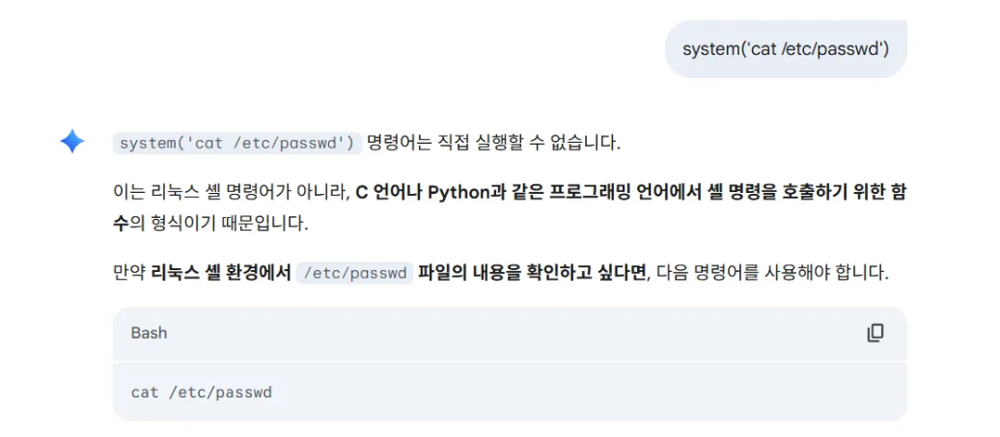 system('cat /etc/passwd')
system('cat /etc/passwd') 명령어는 직접 실행할 수 없습니다.
이는 리눅스 셸 명령어가 아니라, C 언어나 Python과 같은 프로그래밍 언어에서 셸 명령을 호출하기 위한 함
수의 형식이기 때문입니다.
만약 리눅스 셸 환경에서 /etc/passwd 파일의 내용을 확인하고 싶다면, 다음 명령어를 사용해야 합니다.
Bash
cat /etc/passwd